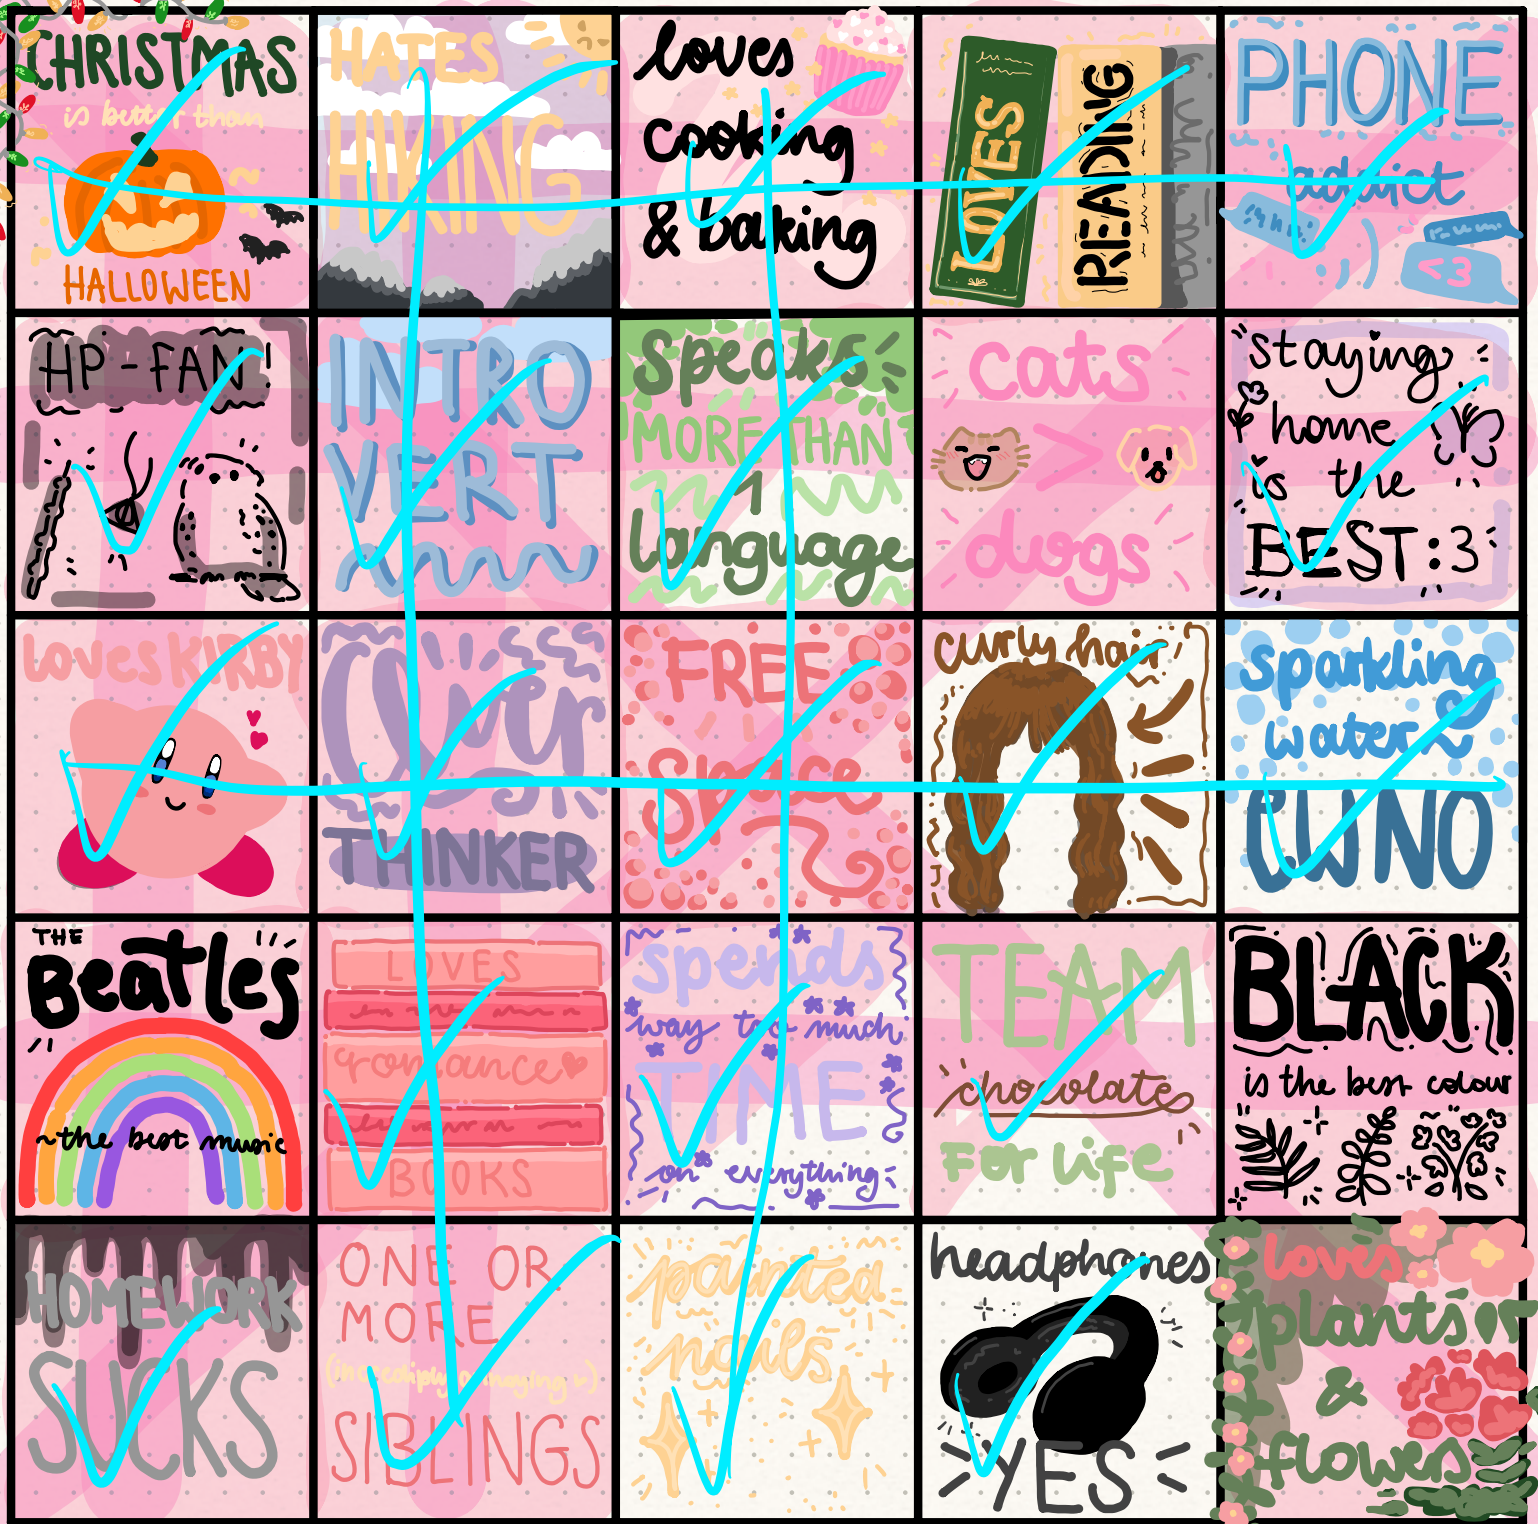 CHRISTMAS
is better than
HALLOWEEN
HATES
HIKING
loves
cooking
& baking
LOVES
READING
PHONE
addict
<3
HP-FAN!
INTRO
VERT
Speaks
MORE THAN
1
language
cats
>
dogs
staying
home
is the
BEST:3
loves KIRBY
Over
THINKER
FREE
Space
curly hair
sparkling
water
UWNO
THE
Beatles
~the best music
LOVES
romance
BOOKS
spends
way too much
TIME
on everything
TEAM
chocolate
For life
BLACK
is the best colour
HOMEWORK
SUCKS
ONE OR
MORE
(incrediply annoying
SIBLINGS
painted
nails
headphones
YES
loves
plants
&
flowers